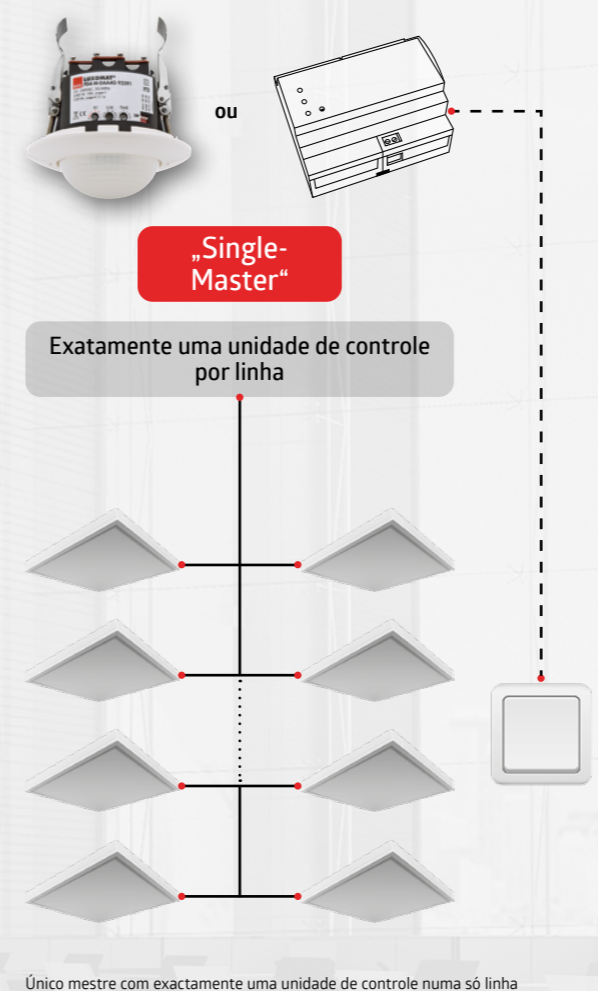 LUXOMAT®
ou
„Single-
Master“
Exatamente uma unidade de controle
por linha
Único mestre com exactamente uma unidade de controle numa só linha